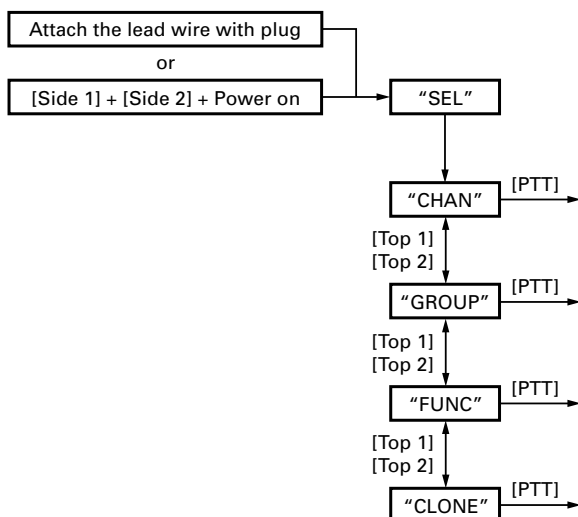 Attach the lead wire with plug
or
[Side 1] + [Side 2] + Power on
“SEL”
“CHAN”
[PTT]
[Top 1]
[Top 2]
“GROUP”
[PTT]
[Top 1]
[Top 2]
“FUNC”
[PTT]
[Top 1]
[Top 2]
“CLONE”
[PTT]